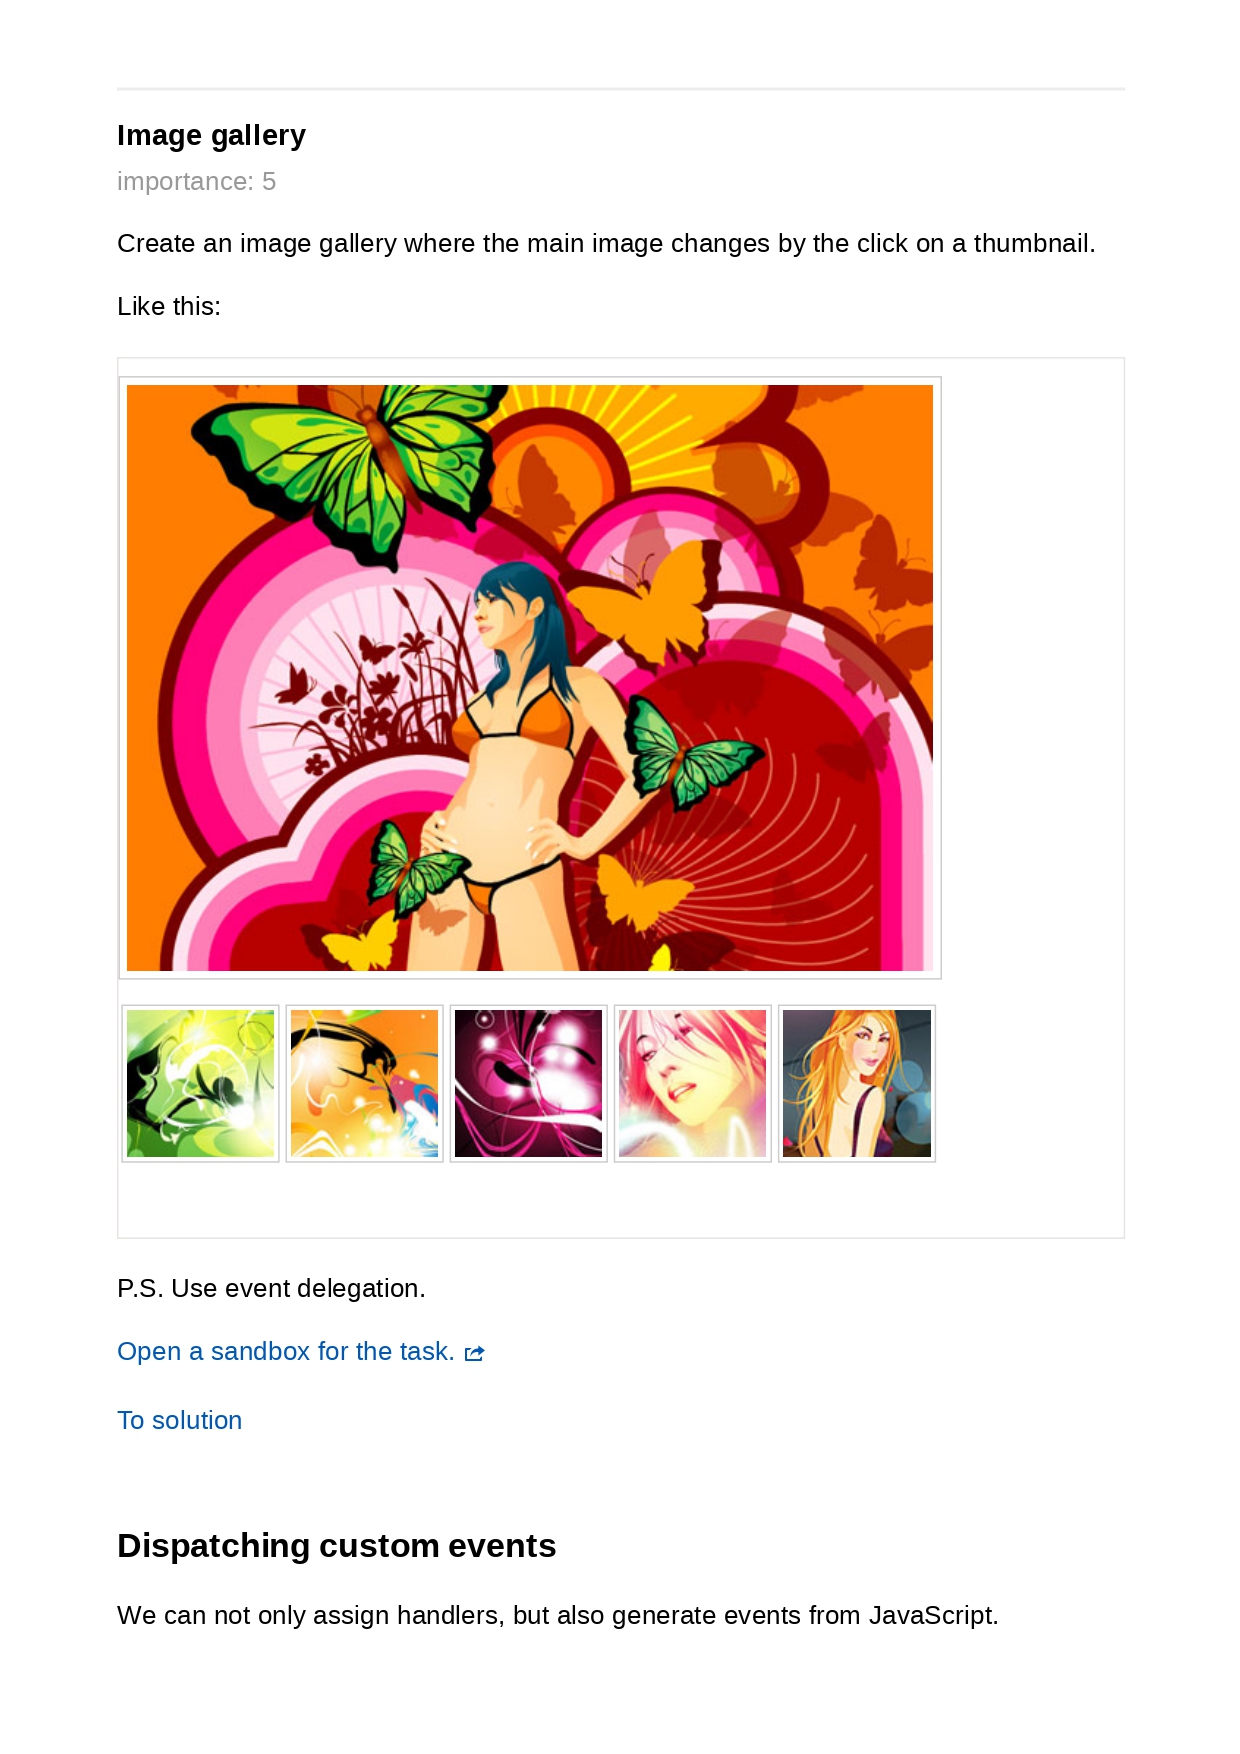 Image gallery
importance: 5
Create an image gallery where the main image changes by the click on a thumbnail.
Like this:
P.S. Use event delegation.
Open a sandbox for the task.
To solution
Dispatching custom events
We can not only assign handlers, but also generate events from JavaScript.